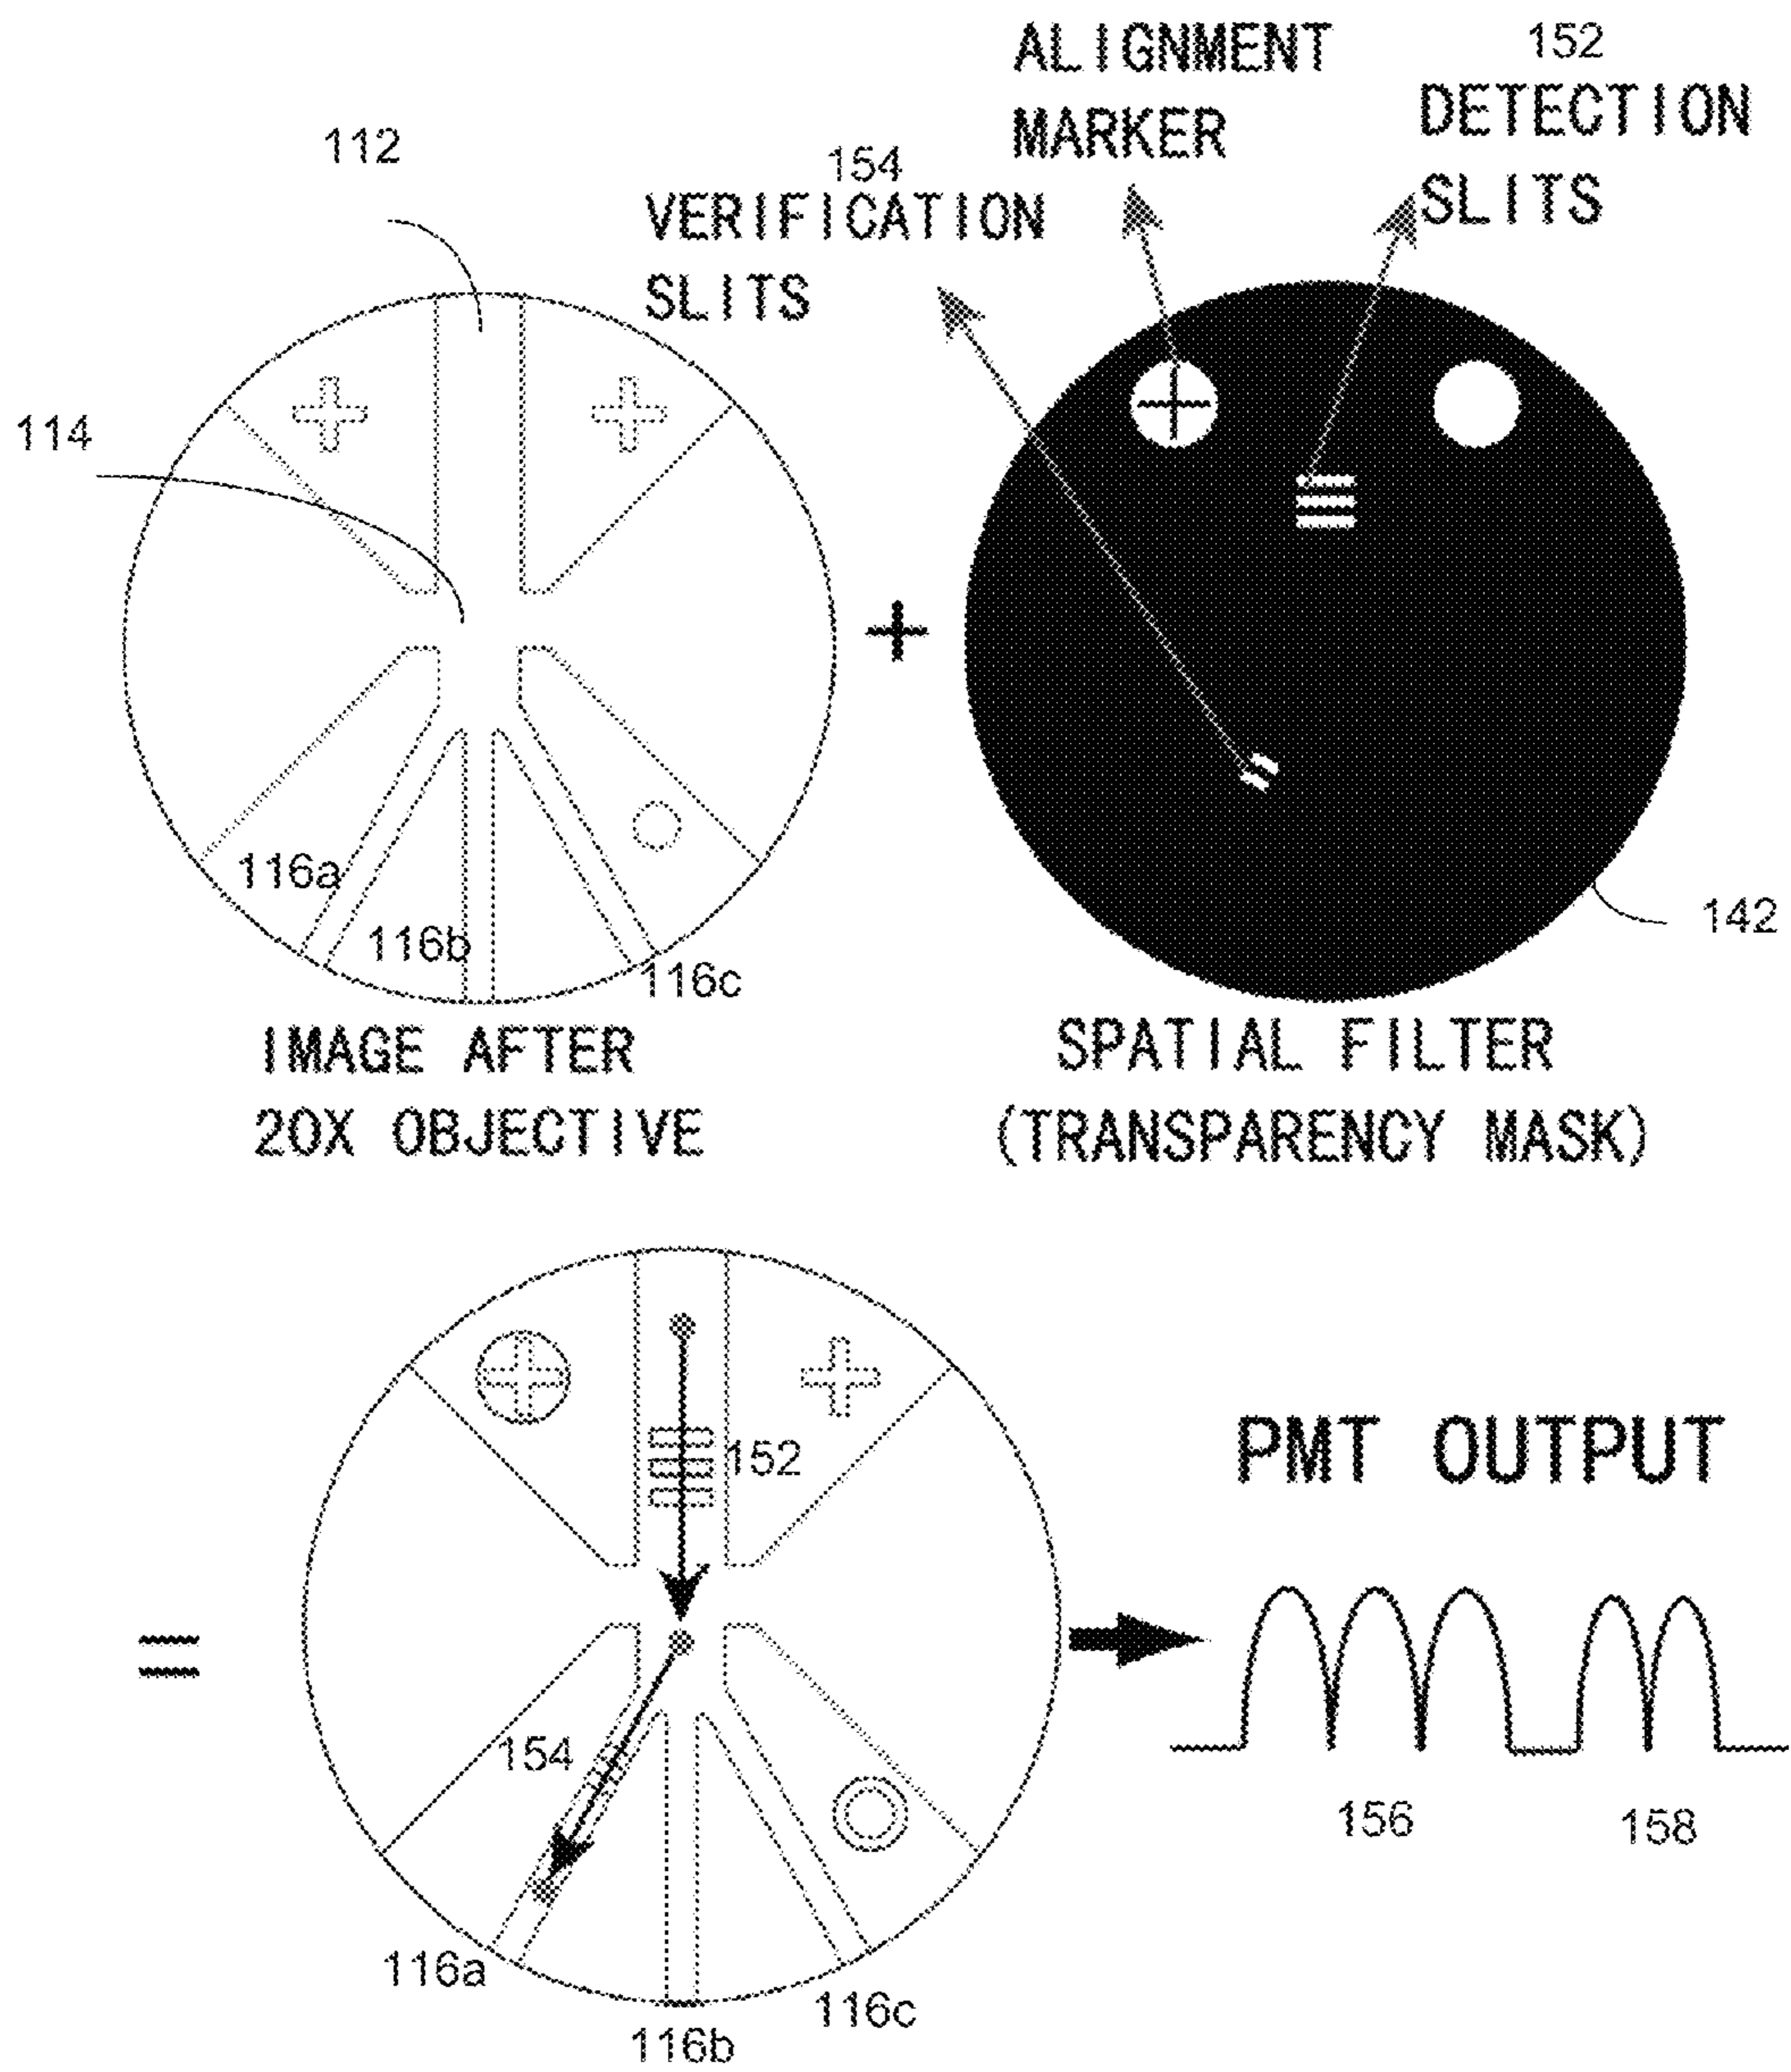 ALIGNMENT
MARKER
152
DETECTION
SLITS
112
154
VERIFICATION
SLITS
114
116a
116b
116c
+
142
IMAGE AFTER
20X OBJECTIVE
SPATIAL FILTER
(TRANSPARENCY MASK)
152
PMT OUTPUT
=
154
156
158
116a
116b
116c